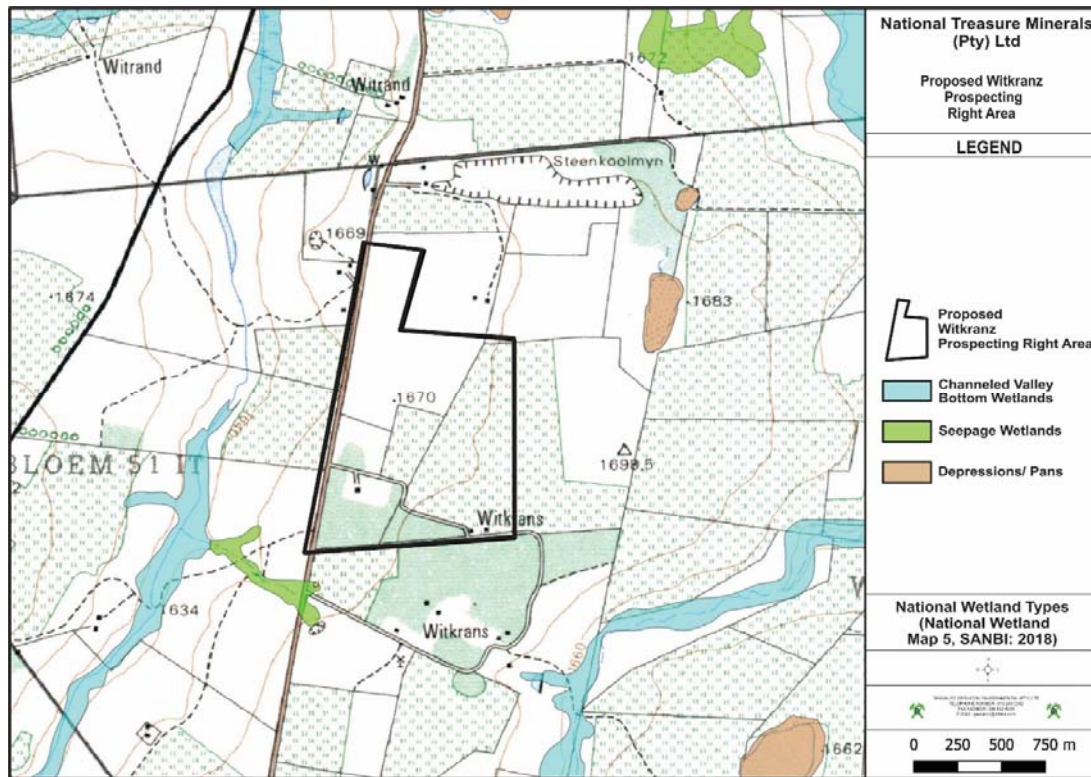 Witrand
Witrand
1672
Steenkoolmyn
W
1669
1674
1683
1670
1640
BLOEM 51 IT
1698,5
Witkrans
W
1634
Witkrans
1660
1662
National Treasure Minerals
(Pty) Ltd
Proposed Witkranz
Prospecting
Right Area
LEGEND
Proposed
Witkranz
Prospecting Right Area
Channeled Valley
Bottom Wetlands
Seepage Wetlands
Depressions/ Pans
National Wetland Types
(National Wetland
Map 5, SANBI: 2018)
0 250 500 750 m